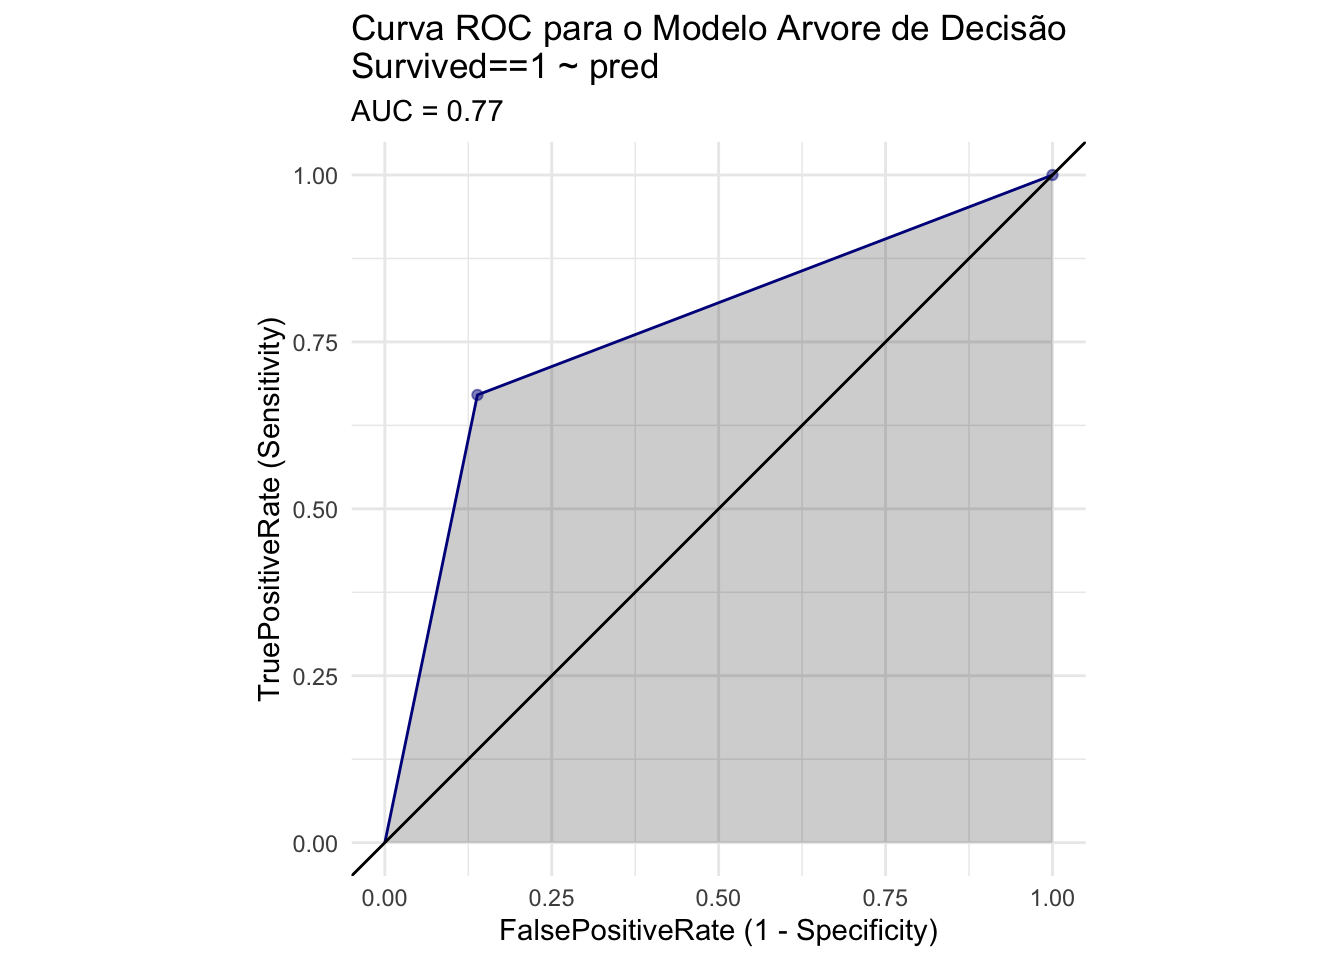 Curva ROC para o Modelo Arvore de Decisão
Survived==1 ~ pred
AUC = 0.77
1.00
0.75
0.50
0.25
0.00
TruePositiveRate (Sensitivity)
0.00 0.25 0.50 0.75 1.00
FalsePositiveRate (1 - Specificity)